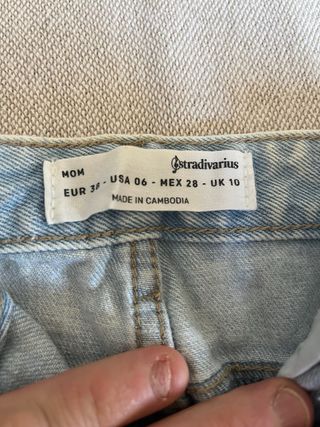 MOM
stradivarius
EUR 38 - USA 06 - MEX 28 - UK 10
MADE IN CAMBODIA